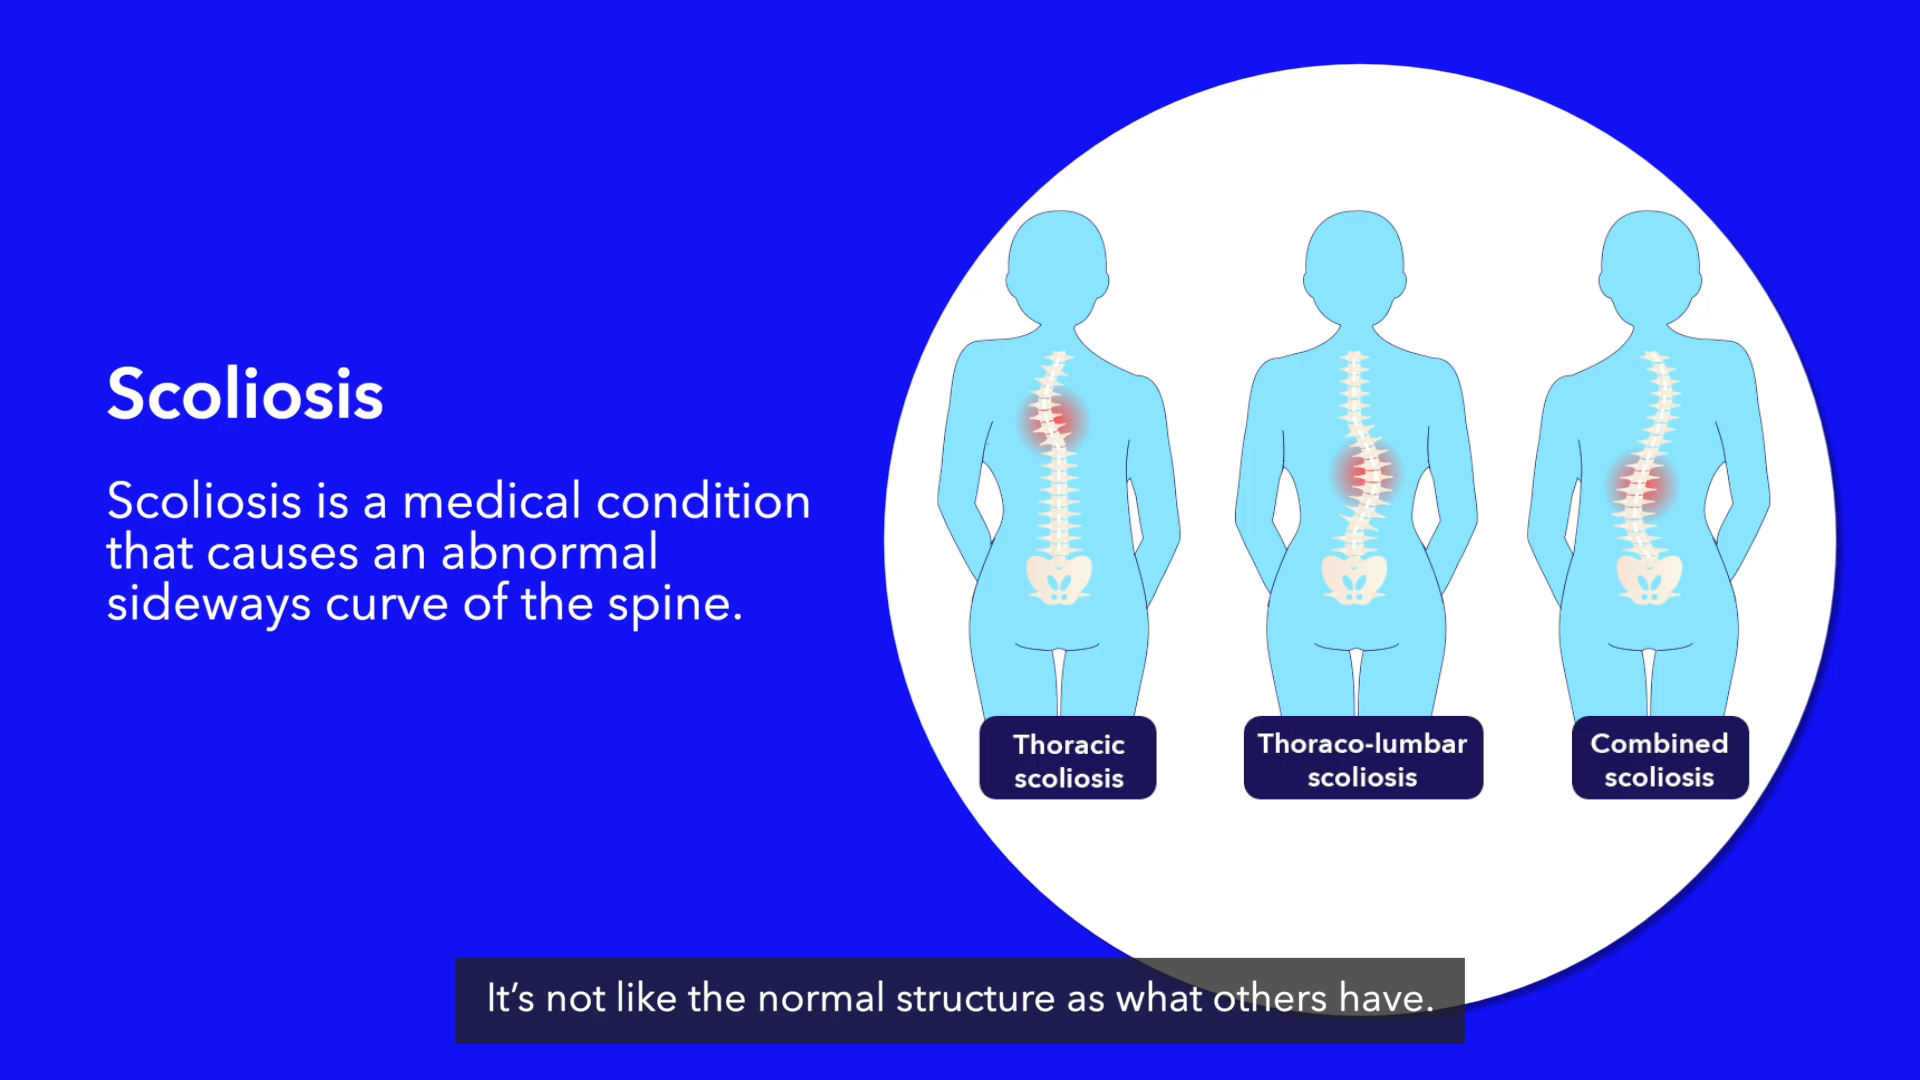 Scoliosis
Scoliosis is a medical condition
that causes an abnormal
sideways curve of the spine.
Thoracic
scoliosis
Thoraco-lumbar
scoliosis
Combined
scoliosis
It’s not like the normal structure as what others have.